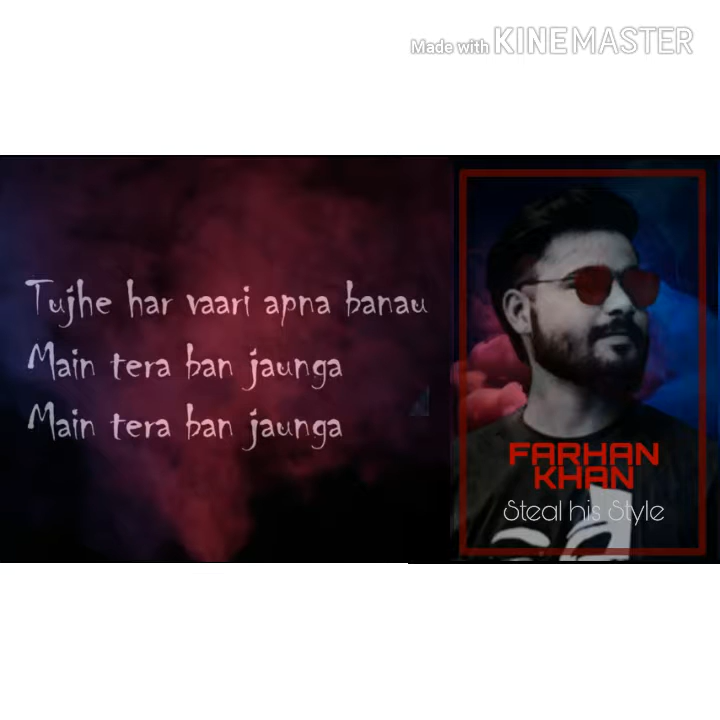 Made with KINEMASTER
Tujhe har vaari apna banau
Main tera ban jaunga
Main tera ban jaunga
FARHAN
KHAN
Steal his Style